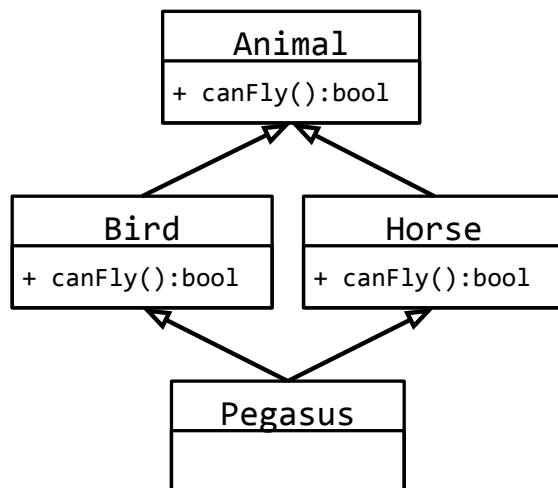 Animal
+ canFly():bool
Bird
+ canFly():bool
Horse
+ canFly():bool
Pegasus